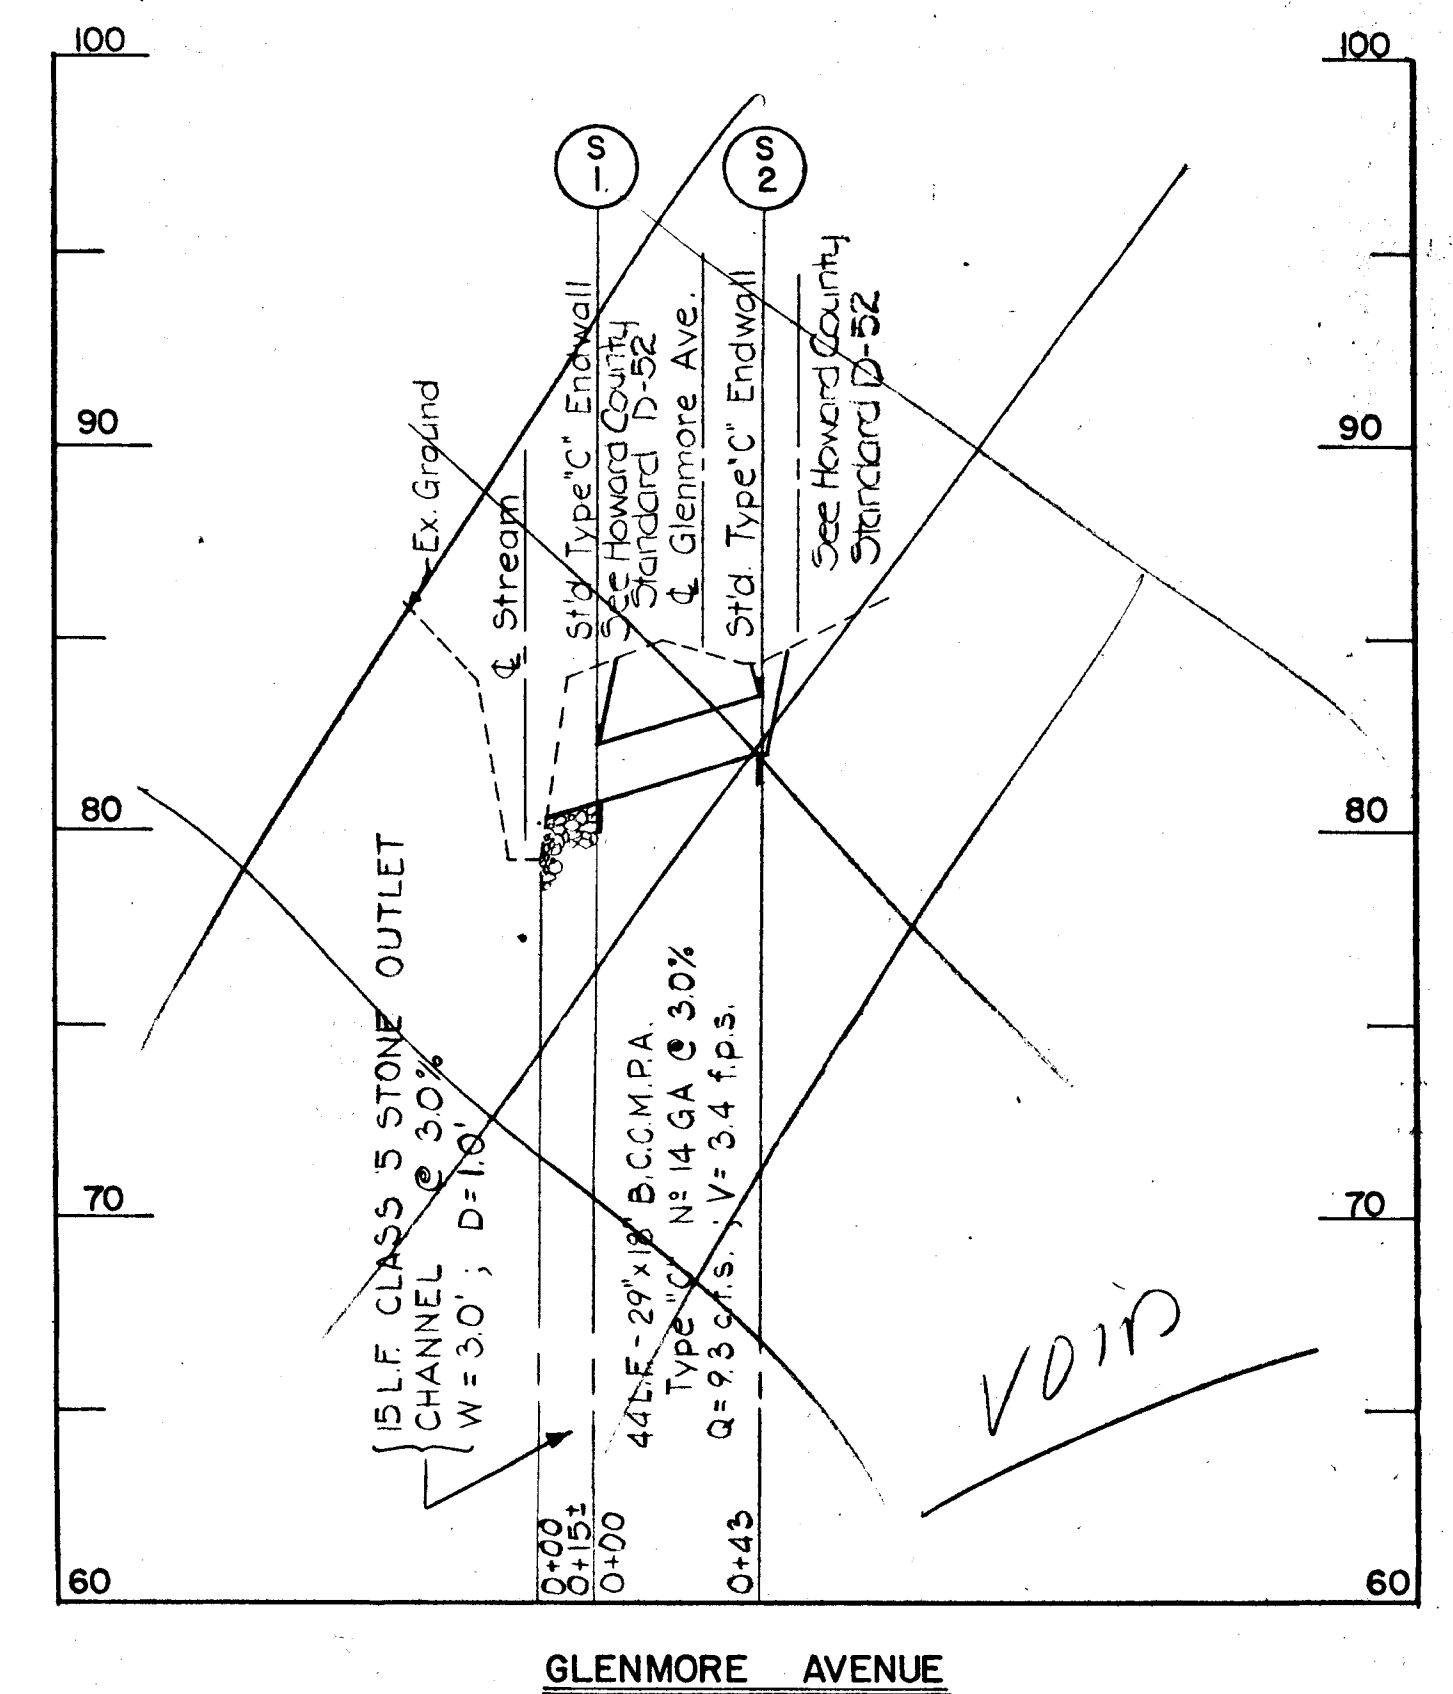 100
100
S
1
S
2
Ex. Ground
℄ Stream
St'd Type "C" Endwall
See Howard County
Standard D-52
℄ Glenmore Ave.
St'd. Type "C" Endwall
See Howard County
Standard D-52
90
90
80
80
15 L.F. CLASS 5 STONE OUTLET
CHANNEL @ 3.0%
W = 3.0' ; D = 1.0'
44 L.F. - 29" x 18" B.C.C.M.P.A.
Type "C" Nº 14 GA @ 3.0%
Q = 9.3 c.f.s. ; V = 3.4 f.p.s.
70
70
VOID
0+00
0+15±
0+00
0+43
60
60
GLENMORE AVENUE